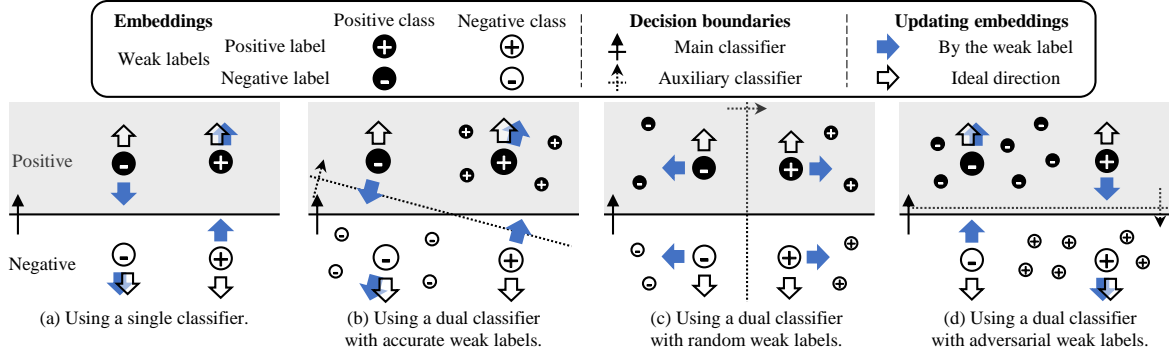 Embeddings Positive class Negative class Decision boundaries Updating embeddings
Weak labels Positive label + + Main classifier By the weak label
Negative label - - Auxiliary classifier Ideal direction
Positive
Negative
(a) Using a single classifier.
(b) Using a dual classifier
with accurate weak labels.
(c) Using a dual classifier
with random weak labels.
(d) Using a dual classifier
with adversarial weak labels.